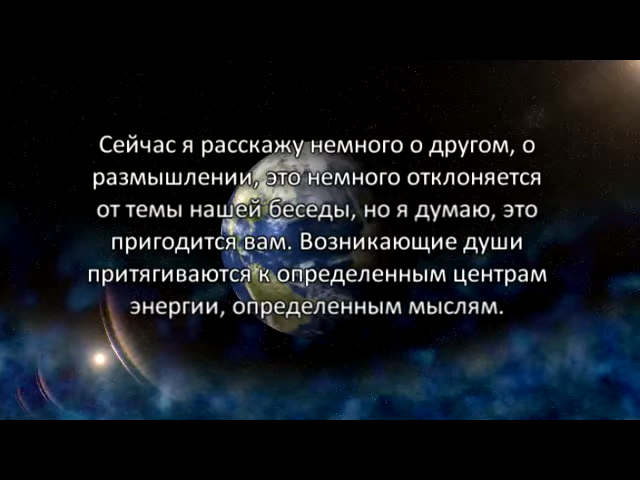 Сейчас я расскажу немного о другом, о
размышлении, это немного отклоняется
от темы нашей беседы, но я думаю, это
пригодится вам. Возникающие души
притягиваются к определенным центрам
энергии, определенным мыслям.